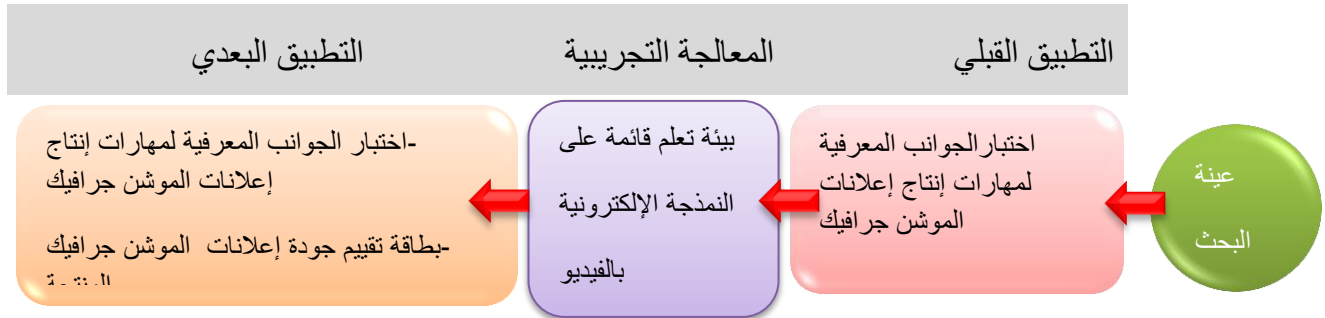 التطبيق القبلي
المعالجة التجريبية
التطبيق البعدي
عينة
البحث
اختبارالجوانب المعرفية
لمهارات إنتاج إعلانات
الموشن جرافيك
بيئة تعلم قائمة على
النمذجة الإلكترونية
بالفيديو
-اختبار الجوانب المعرفية لمهارات إنتاج
إعلانات الموشن جرافيك
-بطاقة تقييم جودة إعلانات الموشن جرافيك